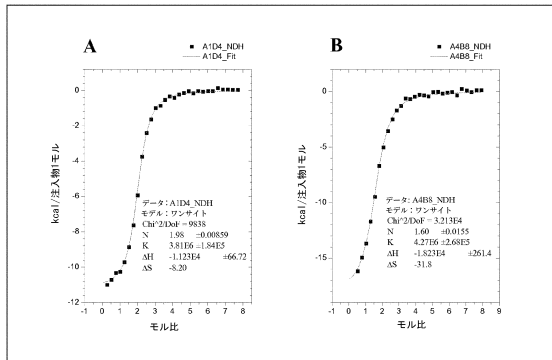 A
■ A1D4_NDH
A1D4_Fit
kcal/注入物1モル
0
-2
-4
-6
-8
-10
-12
データ：A1D4_NDH
モデル：ワンサイト
Chi^2/DoF = 9838
N 1.98 ±0.00859
K 3.81E6 ±1.84E5
ΔH -1.123E4 ±66.72
ΔS -8.20
-1 0 1 2 3 4 5 6 7 8
モル比
B
■ A4B8_NDH
A4B8_Fit
kcal/注入物1モル
0
-5
-10
-15
データ: A4B8_NDH
モデル：ワンサイト
Chi^2/DoF = 3.213E4
N 1.60 ±0.0155
K 4.27E6 ±2.68E5
ΔH -1.823E4 ±261.4
ΔS -31.8
-1 0 1 2 3 4 5 6 7 8 9
モル比